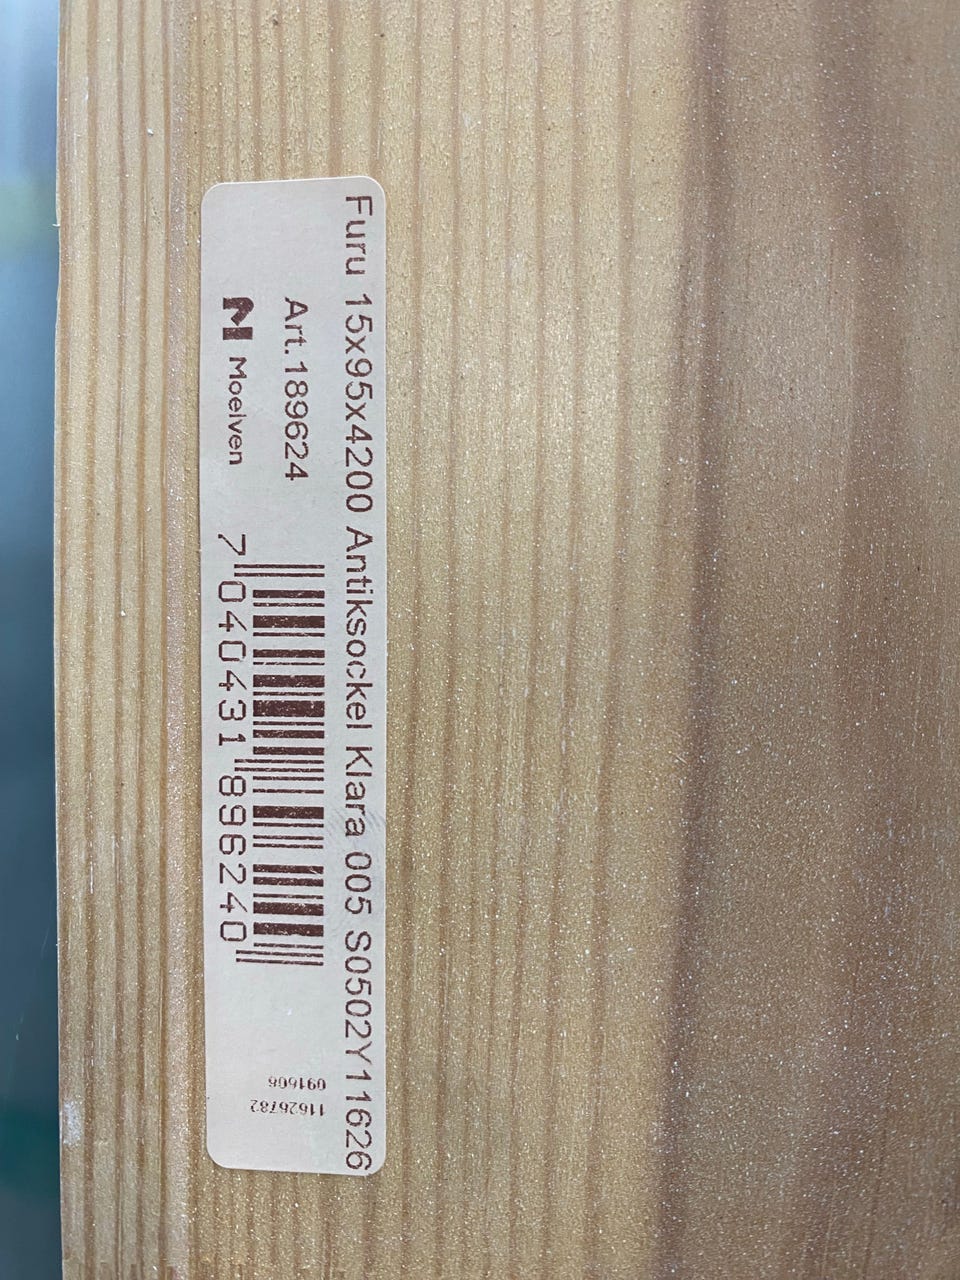 Furu 15x95x4200 Antiksockel Klara 005 S0502Y11626
Art.189624
Moelven
7 040431 896240
11626782
091606